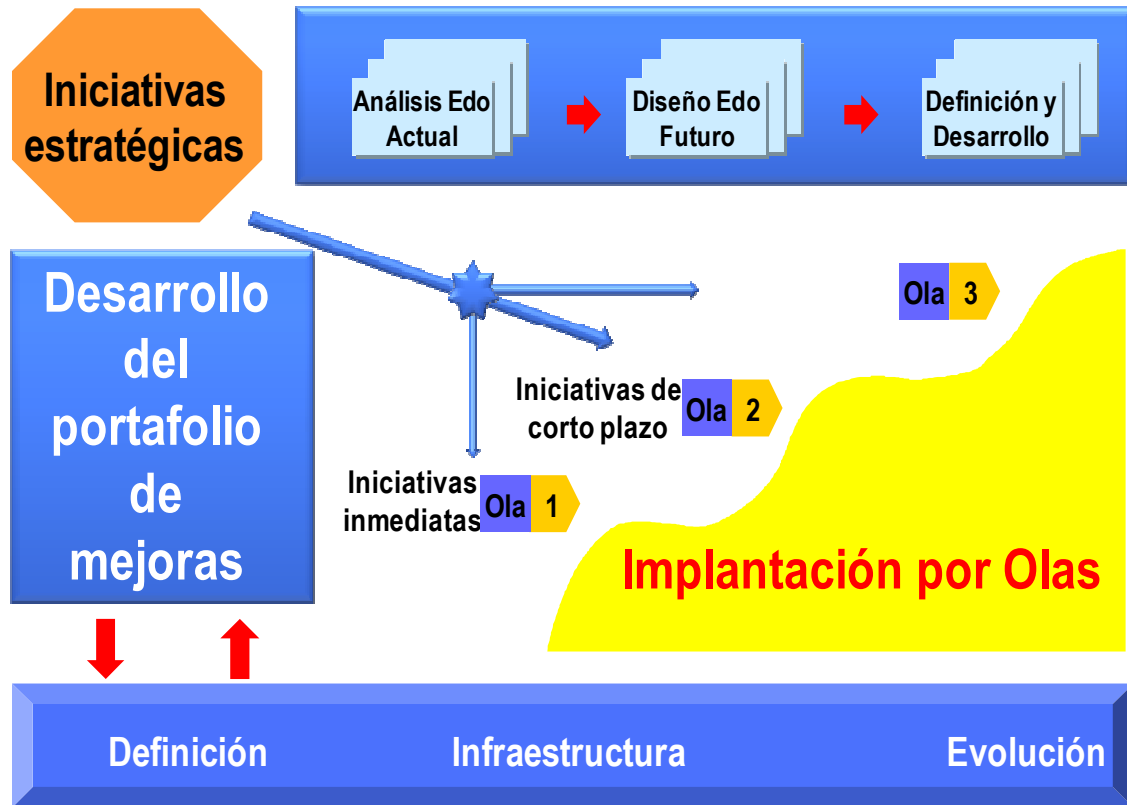 Iniciativas
estratégicas
Análisis Edo
Actual
Diseño Edo
Futuro
Definición y
Desarrollo
Desarrollo
del
portafolio
de
mejoras
Ola 3
Iniciativas de
corto plazo
Ola 2
Iniciativas
inmediatas
Ola 1
Implantación por Olas
Definición
Infraestructura
Evolución